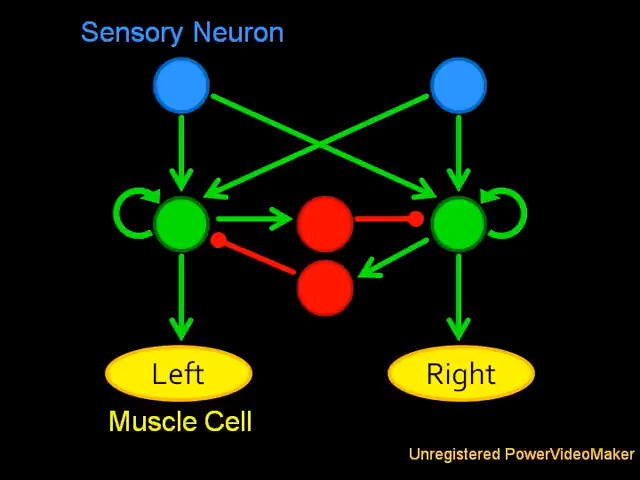 Sensory Neuron
Left
Right
Muscle Cell
Unregistered PowerVideoMaker